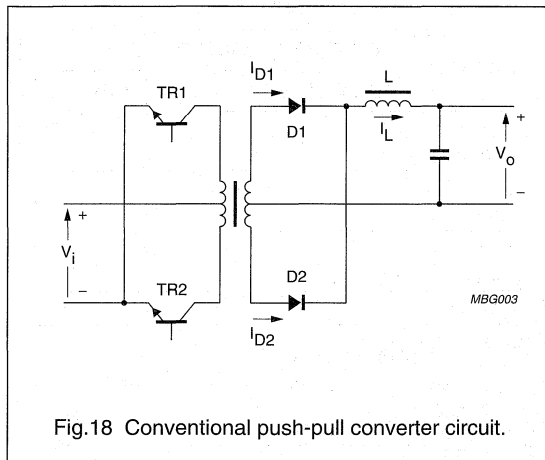 I_D1
TR1
L
D1
I_L
+
V_o
−
+
V_i
−
TR2
D2
I_D2
MBG003
Fig.18 Conventional push-pull converter circuit.